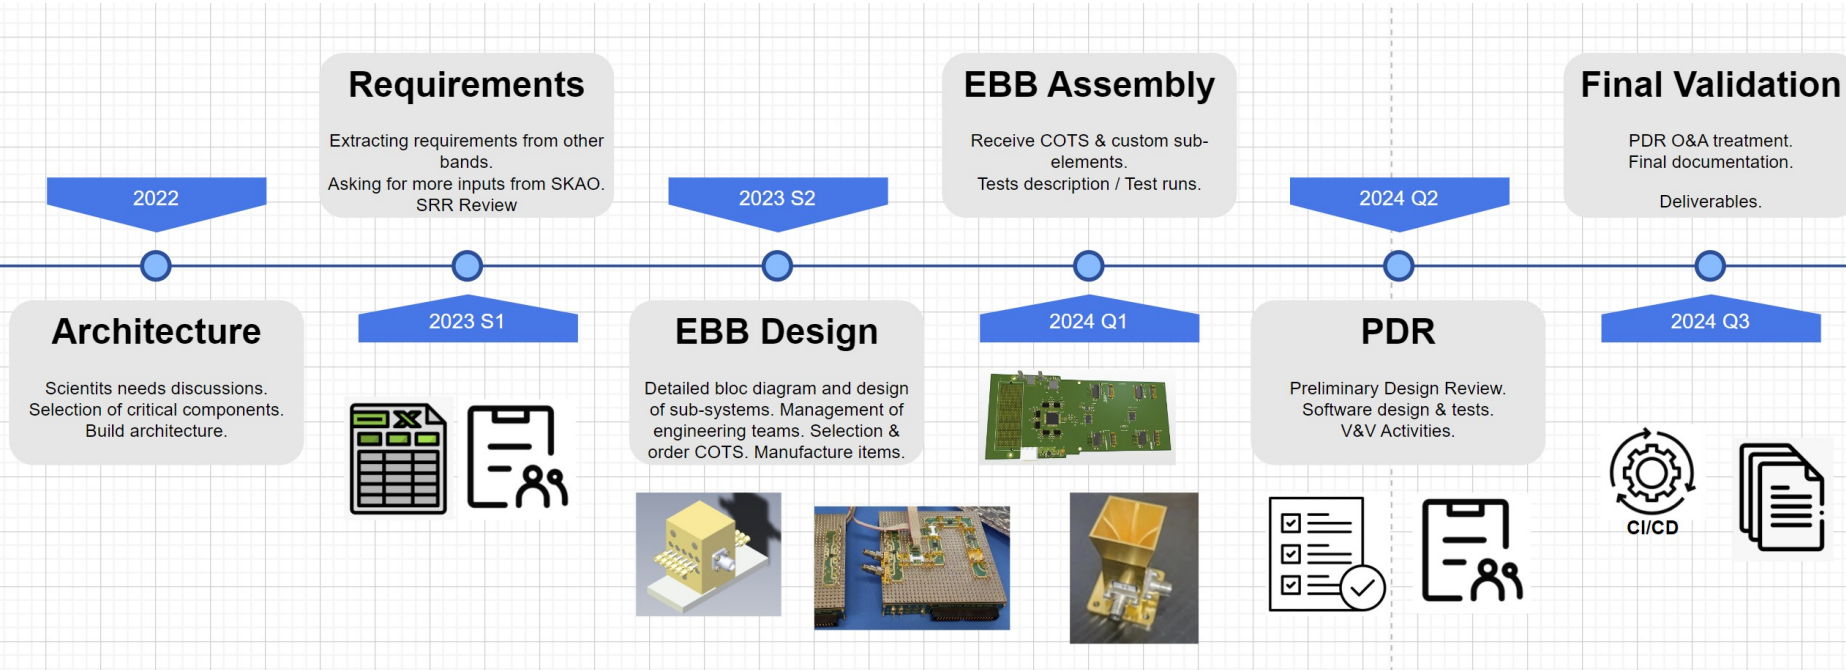 2022
Architecture
Scientits needs discussions.
Selection of critical components.
Build architecture.
Requirements
Extracting requirements from other
bands.
Asking for more inputs from SKAO.
SRR Review
2023 S1
2023 S2
EBB Design
Detailed bloc diagram and design
of sub-systems. Management of
engineering teams. Selection &
order COTS. Manufacture items.
EBB Assembly
Receive COTS & custom sub-
elements.
Tests description / Test runs.
2024 Q1
2024 Q2
PDR
Preliminary Design Review.
Software design & tests.
V&V Activities.
Final Validation
PDR O&A treatment.
Final documentation.
Deliverables.
2024 Q3
CI/CD